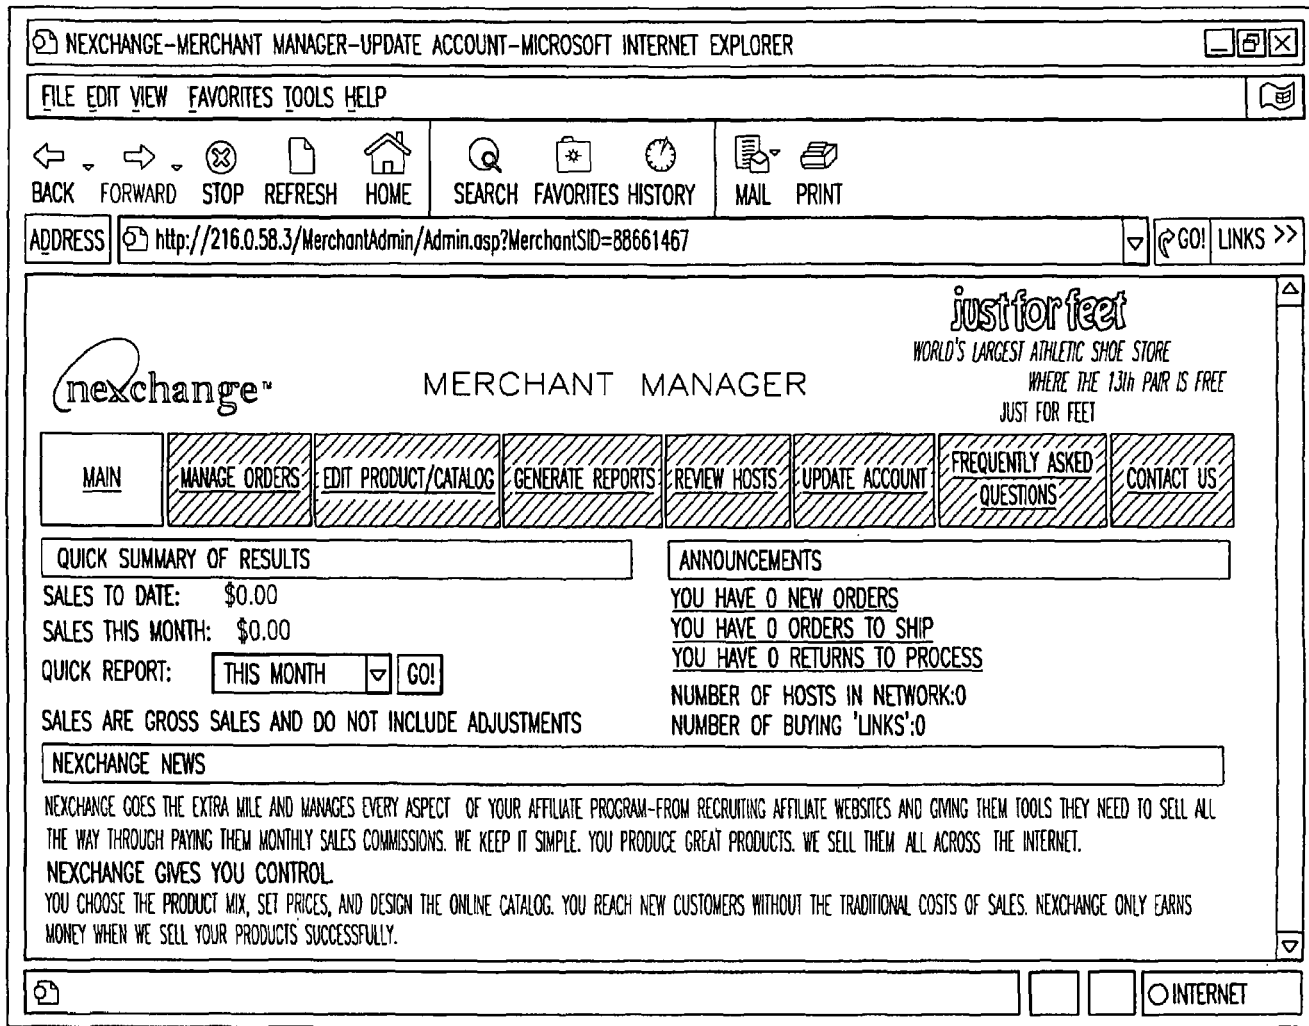 NEXCHANGE-MERCHANT MANAGER-UPDATE ACCOUNT-MICROSOFT INTERNET EXPLORER
FILE EDIT VIEW FAVORITES TOOLS HELP
BACK FORWARD STOP REFRESH HOME SEARCH FAVORITES HISTORY MAIL PRINT
ADDRESS http://216.0.58.3/MerchantAdmin/Admin.asp?MerchantSID=88661467 GO! LINKS >>
just for feet
WORLD'S LARGEST ATHLETIC SHOE STORE
WHERE THE 13th PAIR IS FREE
JUST FOR FEET
nexchange™ MERCHANT MANAGER
MAIN MANAGE ORDERS EDIT PRODUCT/CATALOG GENERATE REPORTS REVIEW HOSTS UPDATE ACCOUNT FREQUENTLY ASKED QUESTIONS CONTACT US
QUICK SUMMARY OF RESULTS
SALES TO DATE: $0.00
SALES THIS MONTH: $0.00
QUICK REPORT: THIS MONTH GO!
SALES ARE GROSS SALES AND DO NOT INCLUDE ADJUSTMENTS
ANNOUNCEMENTS
YOU HAVE 0 NEW ORDERS
YOU HAVE 0 ORDERS TO SHIP
YOU HAVE 0 RETURNS TO PROCESS
NUMBER OF HOSTS IN NETWORK:0
NUMBER OF BUYING 'LINKS':0
NEXCHANGE NEWS
NEXCHANGE GOES THE EXTRA MILE AND MANAGES EVERY ASPECT OF YOUR AFFILIATE PROGRAM-FROM RECRUITING AFFILIATE WEBSITES AND GIVING THEM TOOLS THEY NEED TO SELL ALL
THE WAY THROUGH PAYING THEM MONTHLY SALES COMMISSIONS. WE KEEP IT SIMPLE. YOU PRODUCE GREAT PRODUCTS. WE SELL THEM ALL ACROSS THE INTERNET.
NEXCHANGE GIVES YOU CONTROL
YOU CHOOSE THE PRODUCT MIX, SET PRICES, AND DESIGN THE ONLINE CATALOG. YOU REACH NEW CUSTOMERS WITHOUT THE TRADITIONAL COSTS OF SALES. NEXCHANGE ONLY EARNS
MONEY WHEN WE SELL YOUR PRODUCTS SUCCESSFULLY.
INTERNET